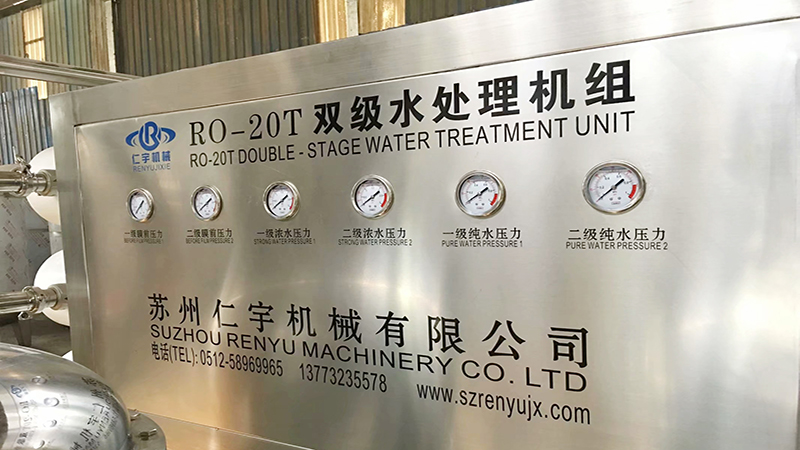 RO-20T 双级水处理机组
RO-20T DOUBLE - STAGE WATER TREATMENT UNIT
仁宇机械
RENYUJIXIE
一级膜前压力
BEFORE FILM PRESSURE 1
二级膜前压力
BEFORE FILM PRESSURE 2
一级浓水压力
STRONG WATER PRESSURE 1
二级浓水压力
STRONG WATER PRESSURE 2
一级纯水压力
PURE WATER PRESSURE 1
二级纯水压力
PURE WATER PRESSURE 2
苏州仁宇机械有限公司
SUZHOU RENYU MACHINERY CO. LTD
电话(TEL): 0512-58969965 13773235578
www.szrenyujx.com